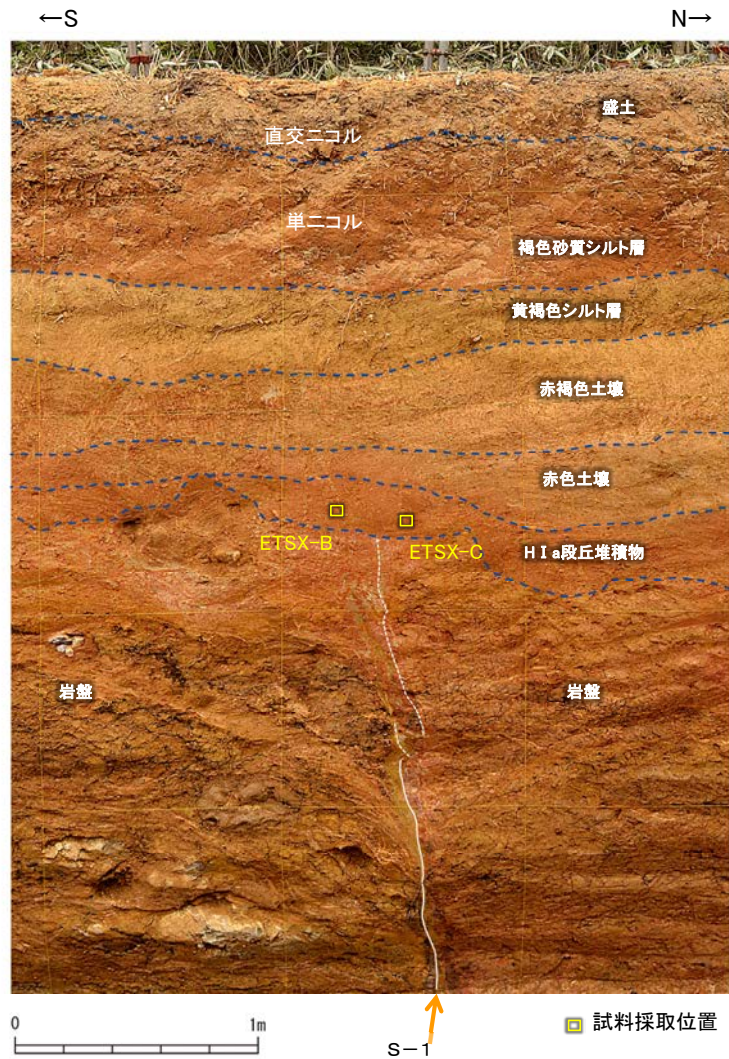 ←S
N→
盛土
直交ニコル
単ニコル
褐色砂質シルト層
黄褐色シルト層
赤褐色土壌
赤色土壌
ETSX-B
ETSX-C
HⅠa段丘堆積物
岩盤
岩盤
0
1m
試料採取位置
S-1